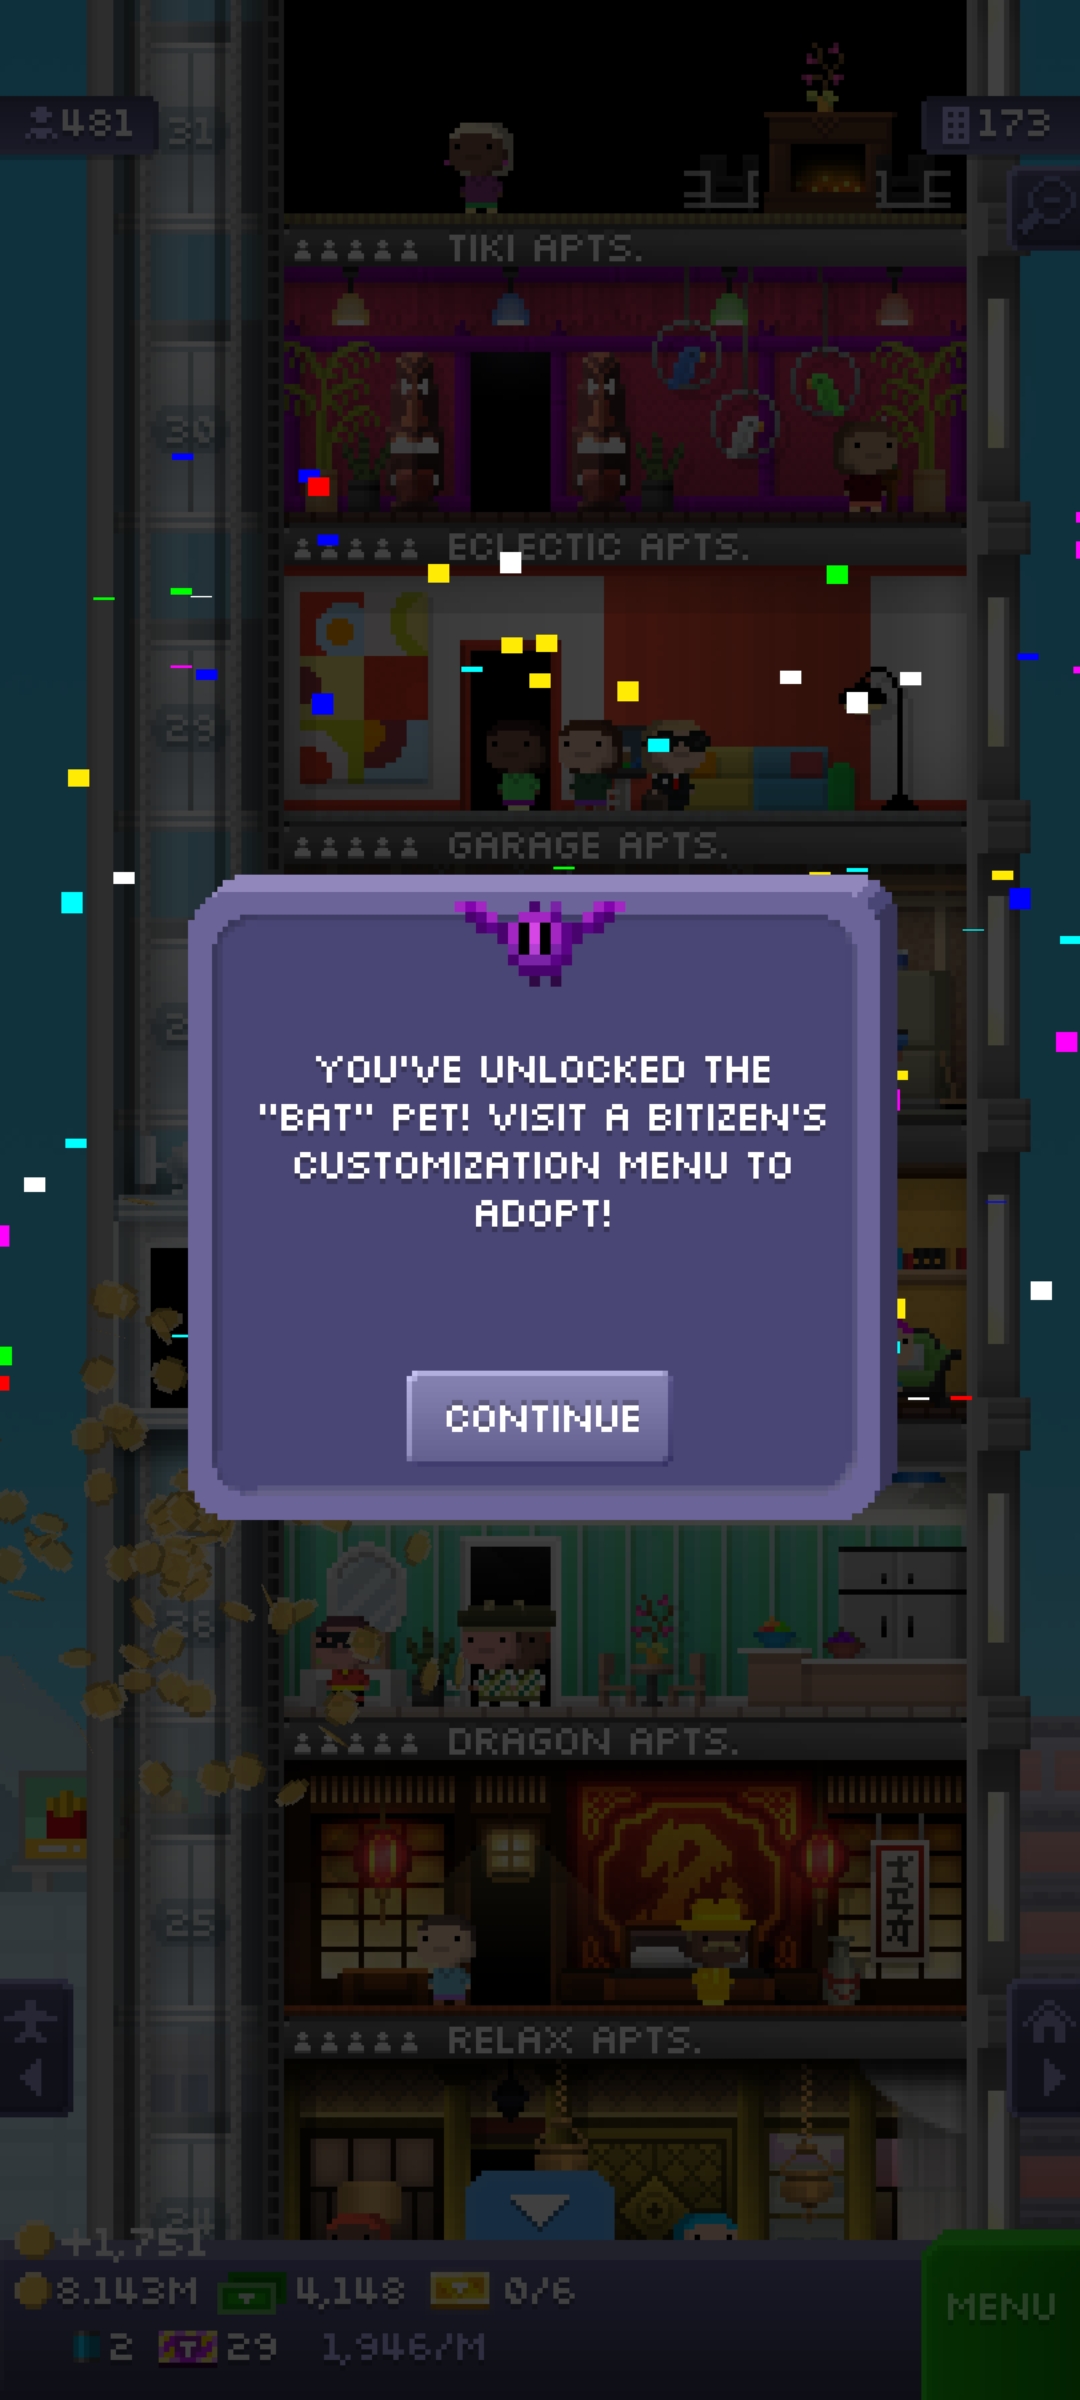 481
31
173
TIKI APTS.
30
ECLECTIC APTS.
29
GARAGE APTS.
YOU'VE UNLOCKED THE
"BAT" PET! VISIT A BITIZEN'S
CUSTOMIZATION MENU TO
ADOPT!
CONTINUE
DRAGON APTS.
25
RELAX APTS.
24
+1,751
8.143M 4,148 0/6
MENU
2 29 1,946/M